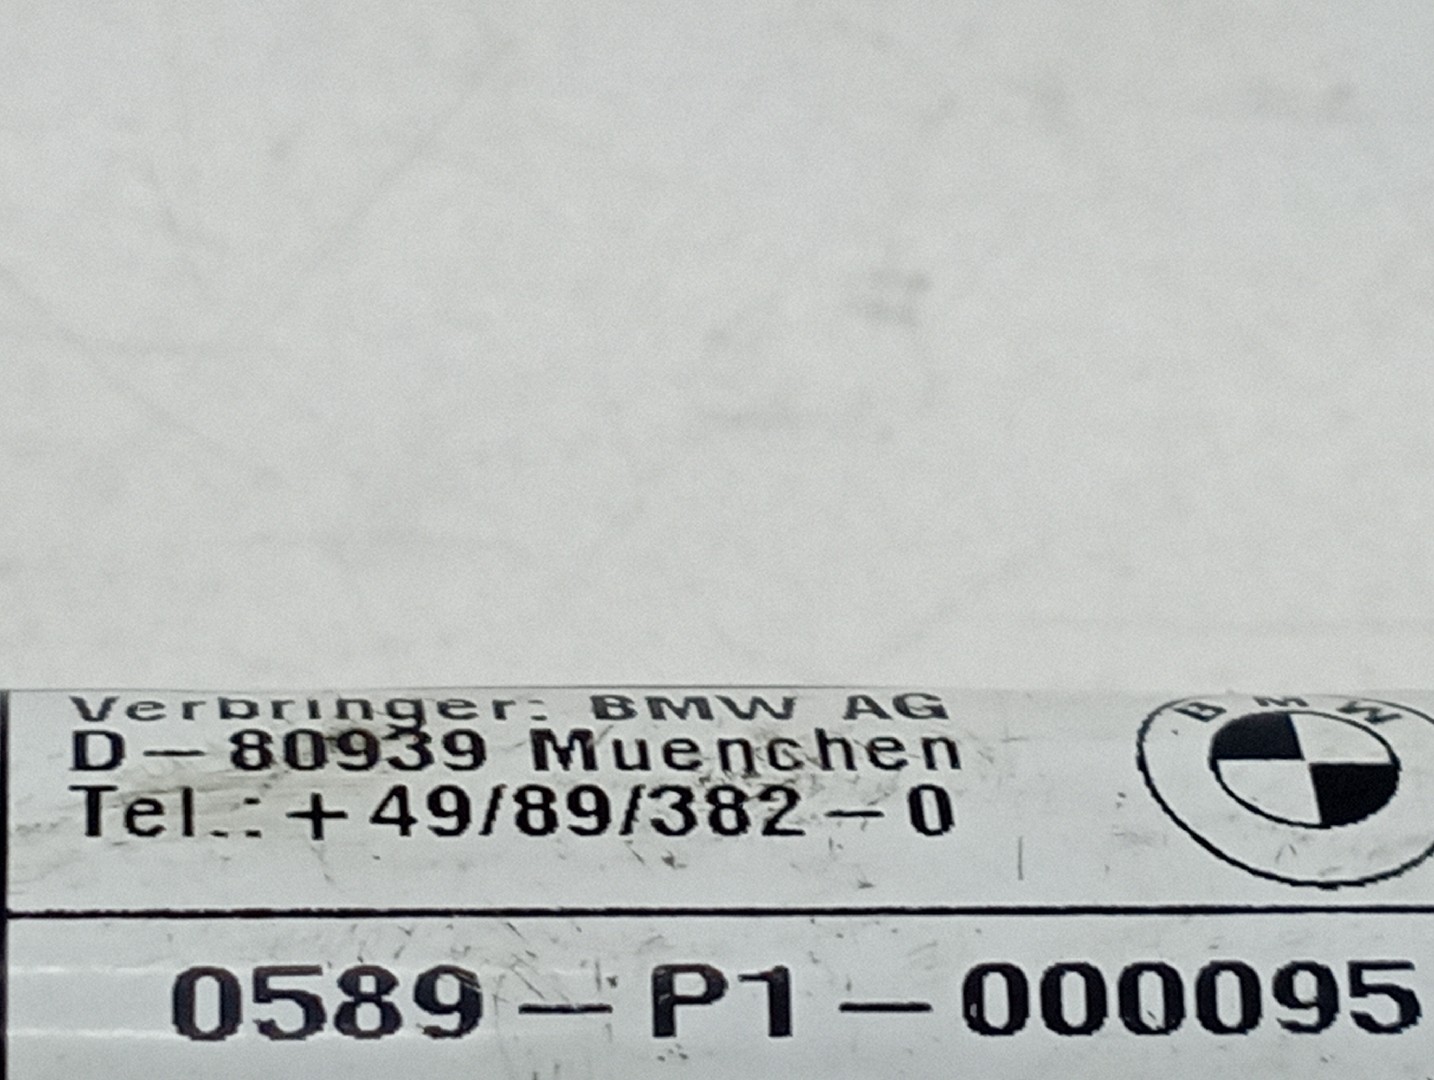 Verbringer: BMW AG
D-80939 Muenchen
Tel.: +49/89/382-0
BMW
0589-P1-000095